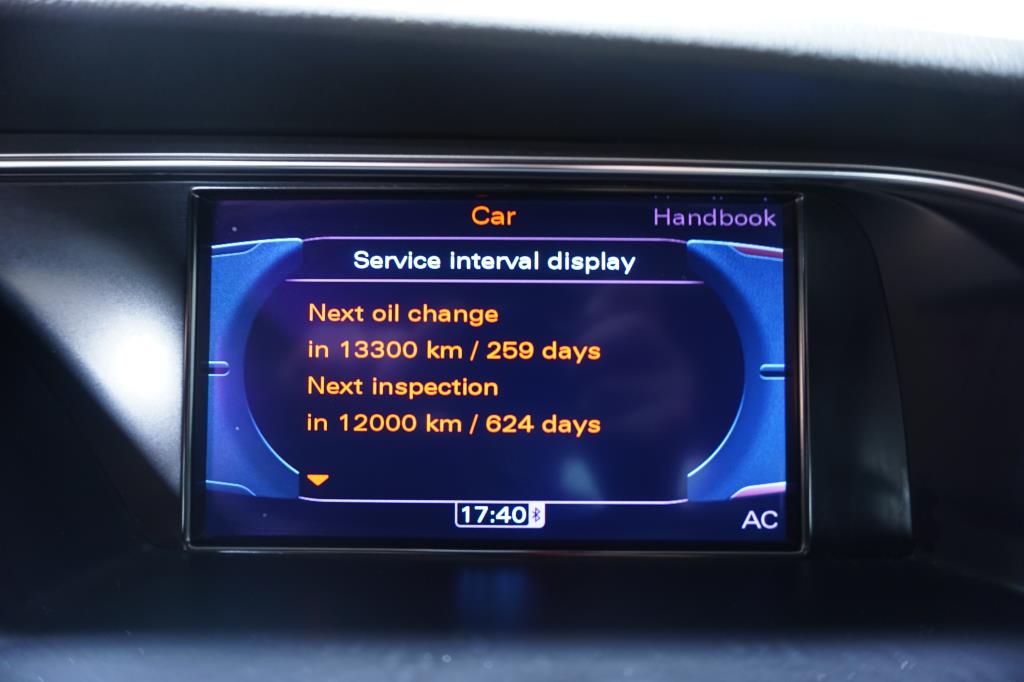 Car
Handbook
Service interval display
Next oil change
in 13300 km / 259 days
Next inspection
in 12000 km / 624 days
17:40
AC